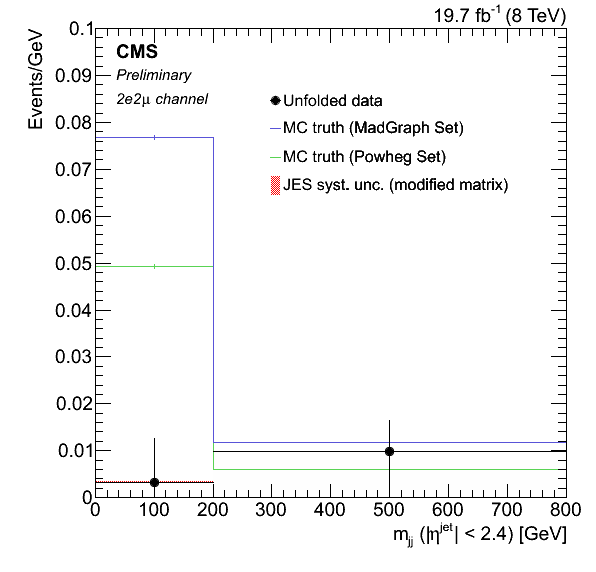 19.7 fb⁻¹ (8 TeV)
Events/GeV
0.1
0.09
0.08
0.07
0.06
0.05
0.04
0.03
0.02
0.01
0
CMS
Preliminary
2e2μ channel
Unfolded data
MC truth (MadGraph Set)
MC truth (Powheg Set)
JES syst. unc. (modified matrix)
0 100 200 300 400 500 600 700 800
m_jj (|η^jet| < 2.4) [GeV]